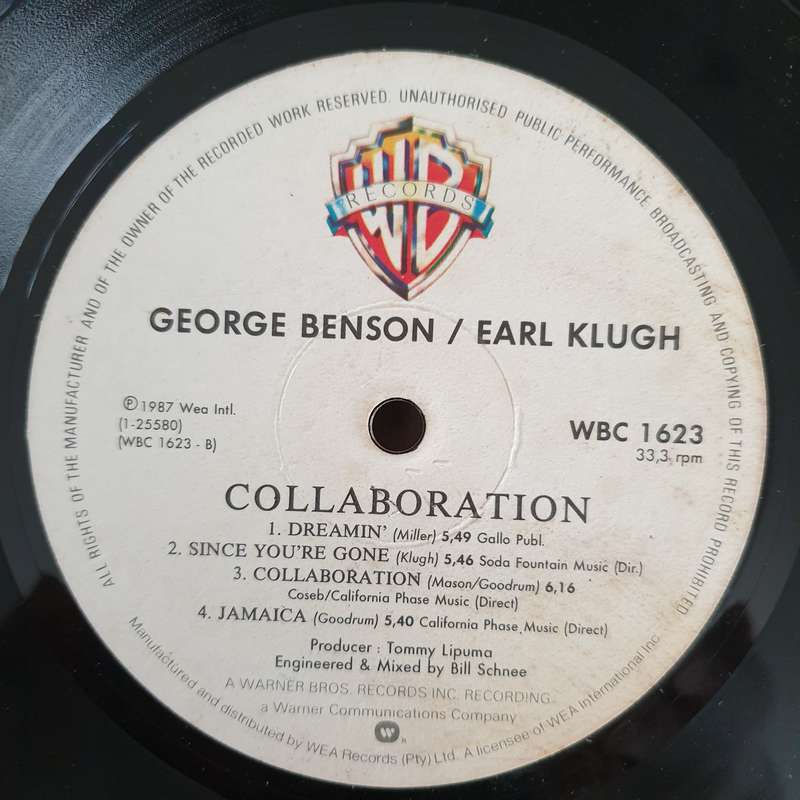 ALL RIGHTS OF THE MANUFACTURER AND OF THE OWNER OF THE RECORDED WORK RESERVED. UNAUTHORISED PUBLIC PERFORMANCE BROADCASTING AND COPYING OF THIS RECORD PROHIBITED
WB
RECORDS
GEORGE BENSON / EARL KLUGH
℗1987 Wea Intl.
(1-25580)
(WBC 1623 - B)
WBC 1623
33,3 rpm
COLLABORATION
1. DREAMIN' (Miller) 5,49 Gallo Publ.
2. SINCE YOU'RE GONE (Klugh) 5,46 Soda Fountain Music (Dir.)
3. COLLABORATION (Mason/Goodrum) 6,16
Coseb/California Phase Music (Direct)
4. JAMAICA (Goodrum) 5,40 California Phase Music (Direct)
Producer : Tommy Lipuma
Engineered & Mixed by Bill Schnee
A WARNER BROS. RECORDS INC. RECORDING
a Warner Communications Company
Manufactured and distributed by WEA Records (Pty) Ltd. A licensee of WEA International Inc